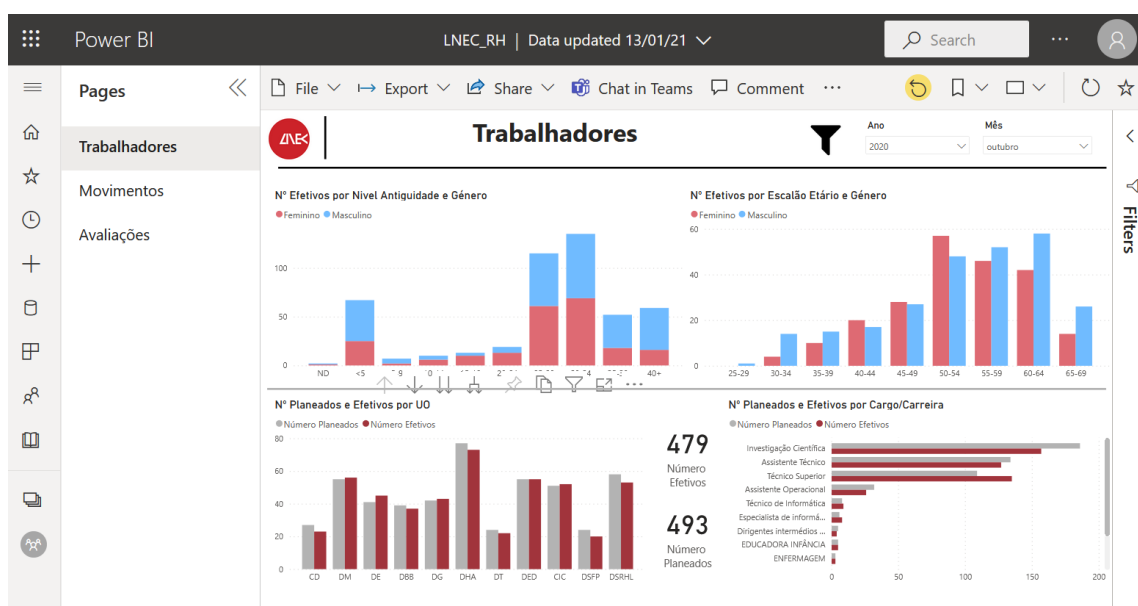 Power BI
LNEC_RH | Data updated 13/01/21
Search
Pages
File
Export
Share
Chat in Teams
Comment
Trabalhadores
Movimentos
Avaliações
LNEC
Trabalhadores
Ano
2020
Mês
outubro
Filters
Nº Efetivos por Nivel Antiguidade e Género
Feminino Masculino
100
50
0
ND <5 40+
Nº Efetivos por Escalão Etário e Género
Feminino Masculino
60
40
20
0
25-29 30-34 35-39 40-44 45-49 50-54 55-59 60-64 65-69
Nº Planeados e Efetivos por UO
Número Planeados Número Efetivos
80
60
40
20
0
CD DM DE DBB DG DHA DT DED CIC DSFP DSRHL
479
Número
Efetivos
493
Número
Planeados
Nº Planeados e Efetivos por Cargo/Carreira
Número Planeados Número Efetivos
Investigação Científica
Assistente Técnico
Técnico Superior
Assistente Operacional
Técnico de Informática
Especialista de informá...
Dirigentes intermédios ...
EDUCADORA INFÂNCIA
ENFERMAGEM
0 50 100 150 200